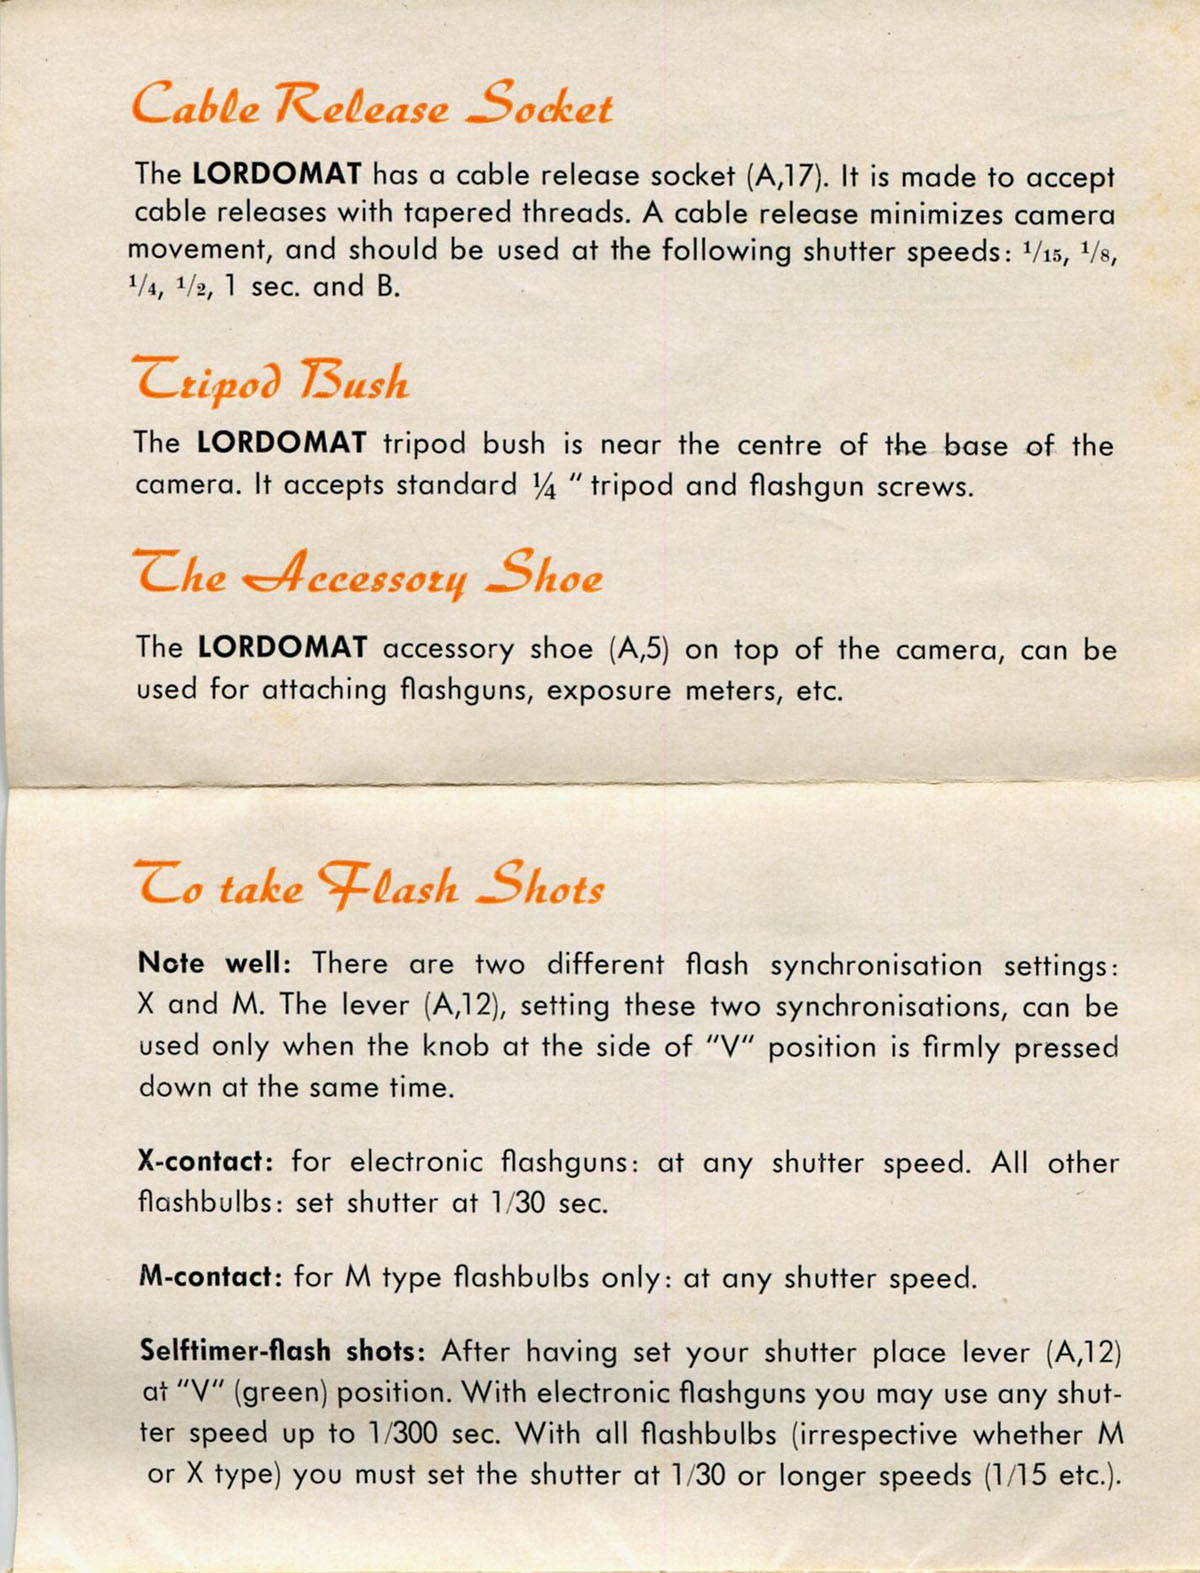 Cable Release Socket
The LORDOMAT has a cable release socket (A,17). It is made to accept
cable releases with tapered threads. A cable release minimizes camera
movement, and should be used at the following shutter speeds: 1/15, 1/8,
1/4, 1/2, 1 sec. and B.
Tripod Bush
The LORDOMAT tripod bush is near the centre of the base of the
camera. It accepts standard ¼ " tripod and flashgun screws.
The Accessory Shoe
The LORDOMAT accessory shoe (A,5) on top of the camera, can be
used for attaching flashguns, exposure meters, etc.
To take Flash Shots
Note well: There are two different flash synchronisation settings:
X and M. The lever (A,12), setting these two synchronisations, can be
used only when the knob at the side of "V" position is firmly pressed
down at the same time.
X-contact: for electronic flashguns: at any shutter speed. All other
flashbulbs: set shutter at 1/30 sec.
M-contact: for M type flashbulbs only: at any shutter speed.
Selftimer-flash shots: After having set your shutter place lever (A,12)
at "V" (green) position. With electronic flashguns you may use any shut-
ter speed up to 1/300 sec. With all flashbulbs (irrespective whether M
or X type) you must set the shutter at 1/30 or longer speeds (1/15 etc.).